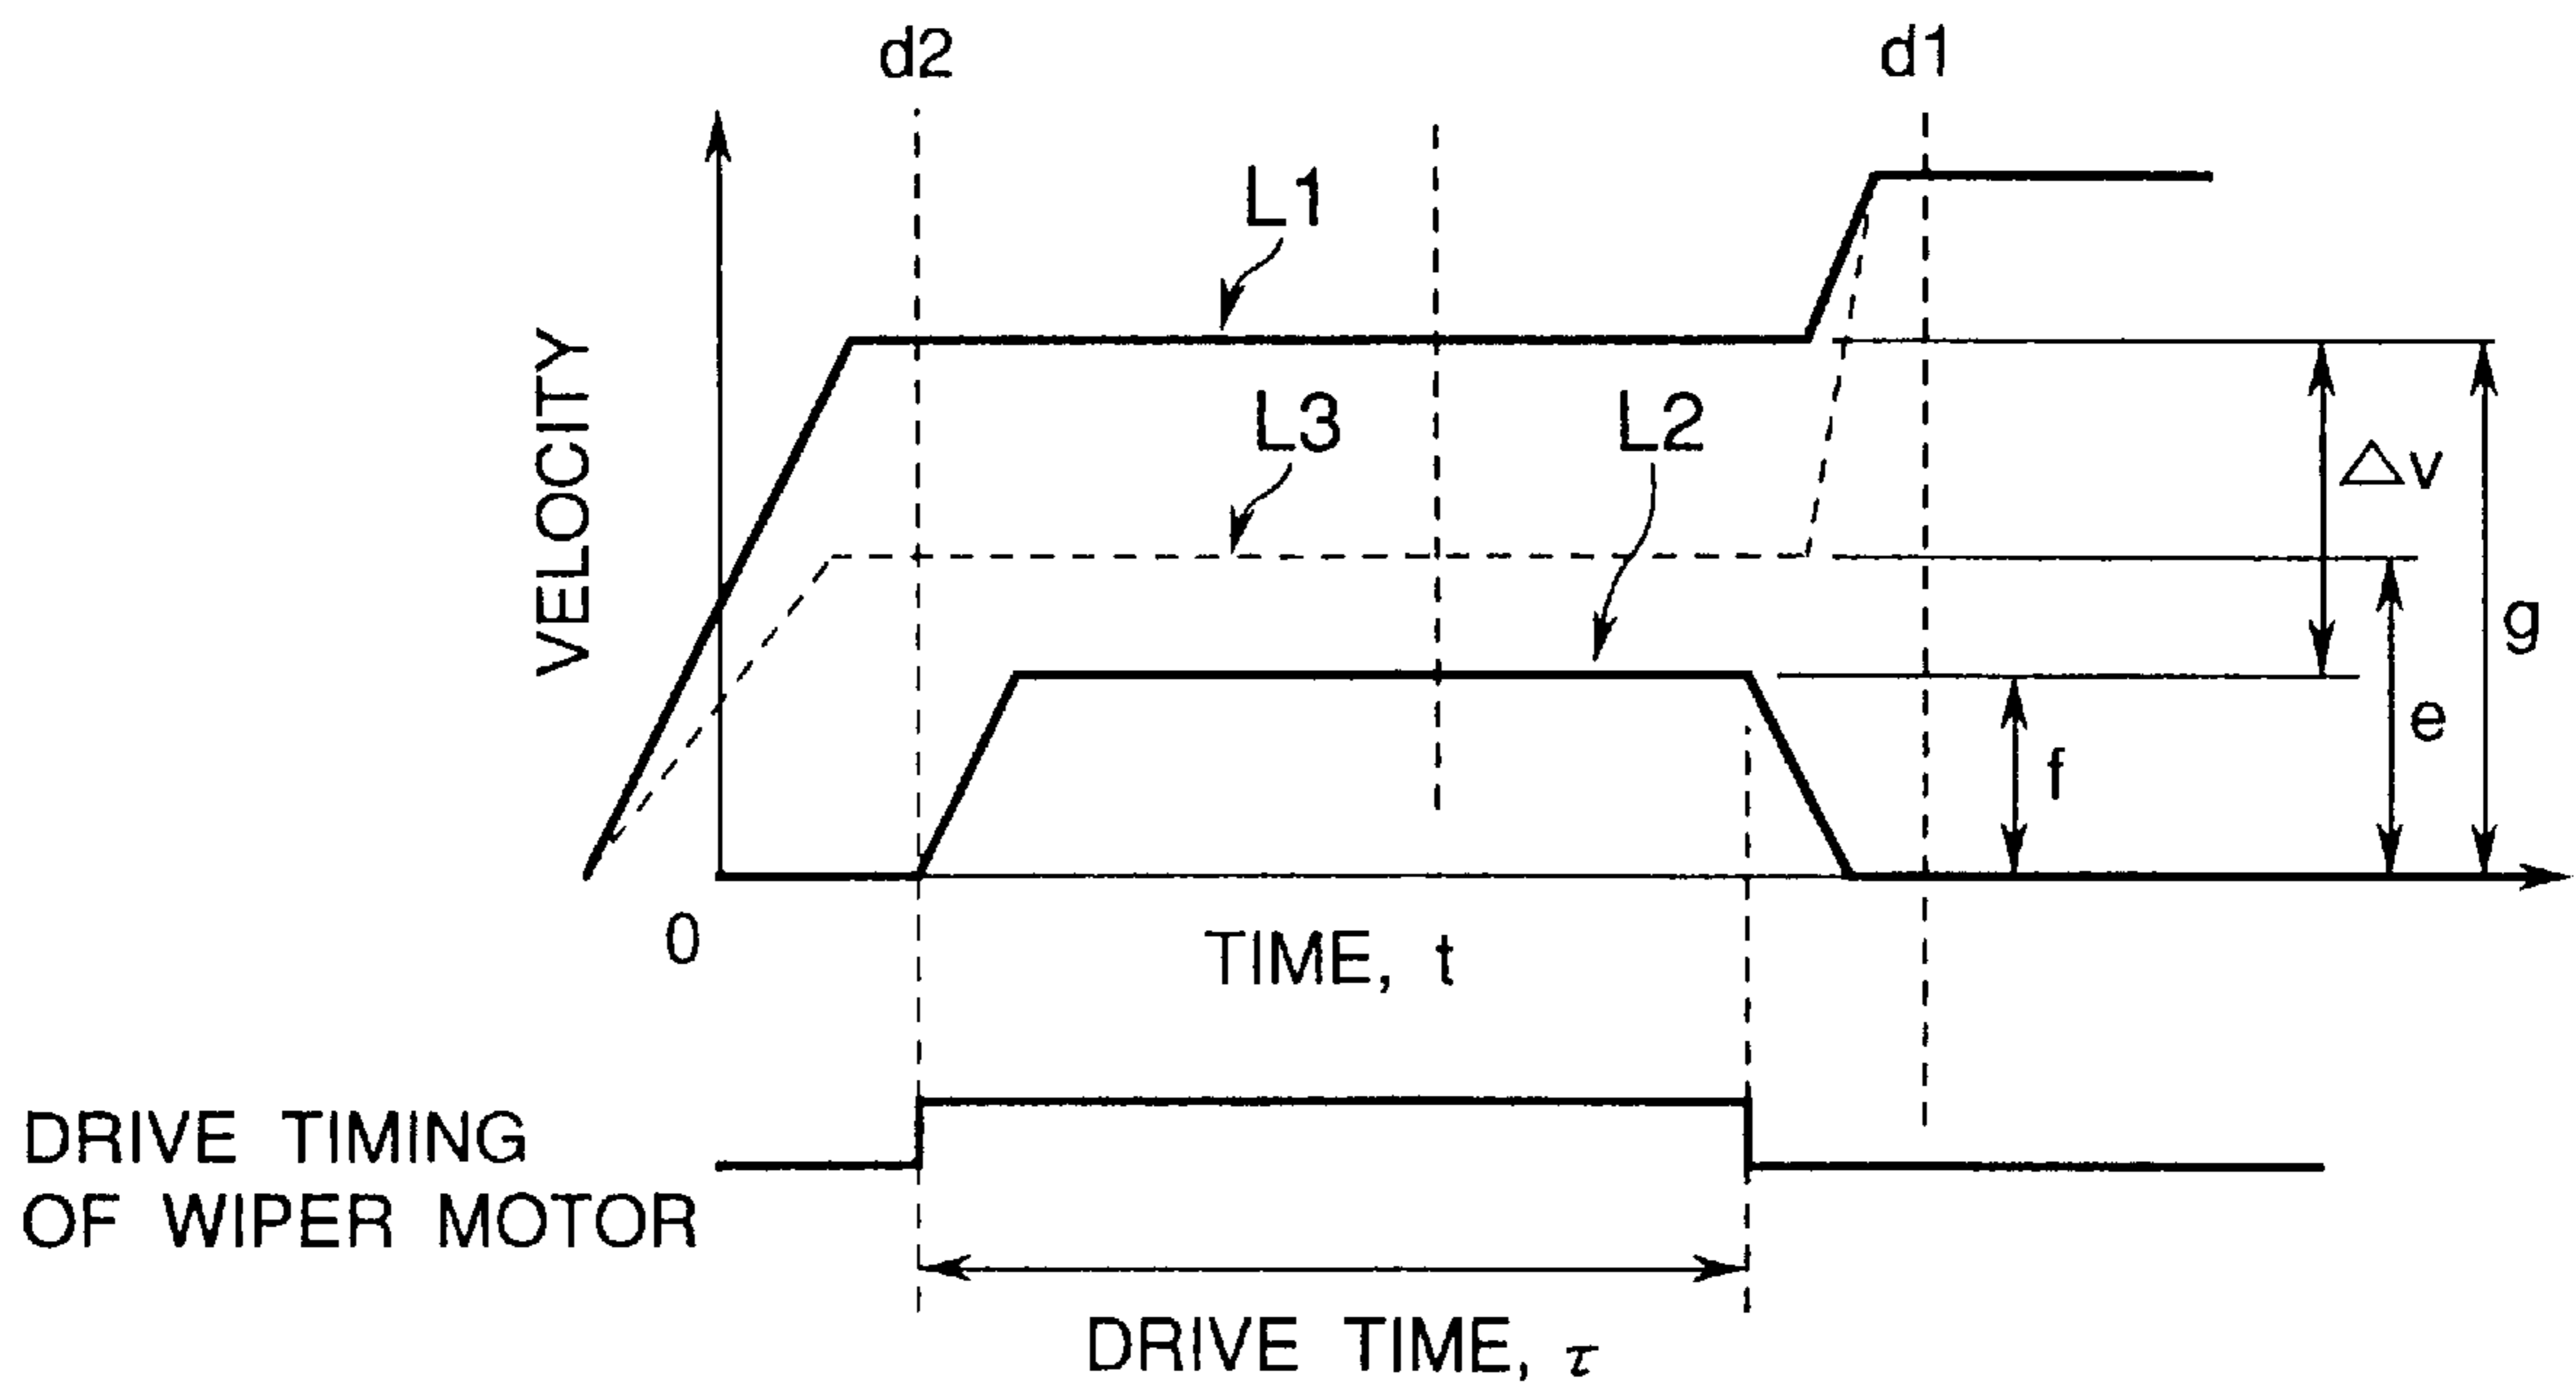 d2
d1
L1
L3
L2
VELOCITY
△v
g
e
f
0
TIME, t
DRIVE TIMING
OF WIPER MOTOR
DRIVE TIME, τ